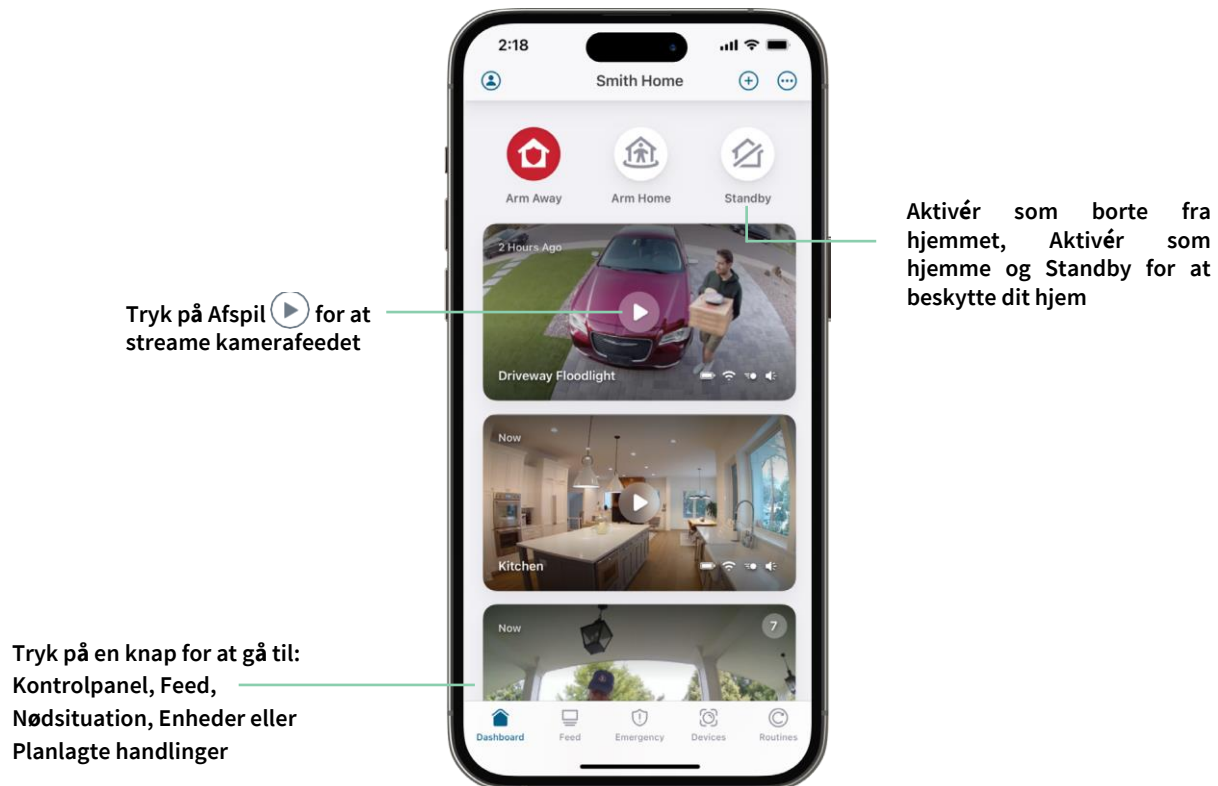 2:18
Smith Home
Arm Away
Arm Home
Standby
Aktivér som borte fra
hjemmet, Aktivér som
hjemme og Standby for at
beskytte dit hjem
2 Hours Ago
Tryk på Afspil for at
streame kamerafeedet
Driveway Floodlight
Now
Kitchen
Now
7
Tryk på en knap for at gå til:
Kontrolpanel, Feed,
Nødsituation, Enheder eller
Planlagte handlinger
Dashboard
Feed
Emergency
Devices
Routines